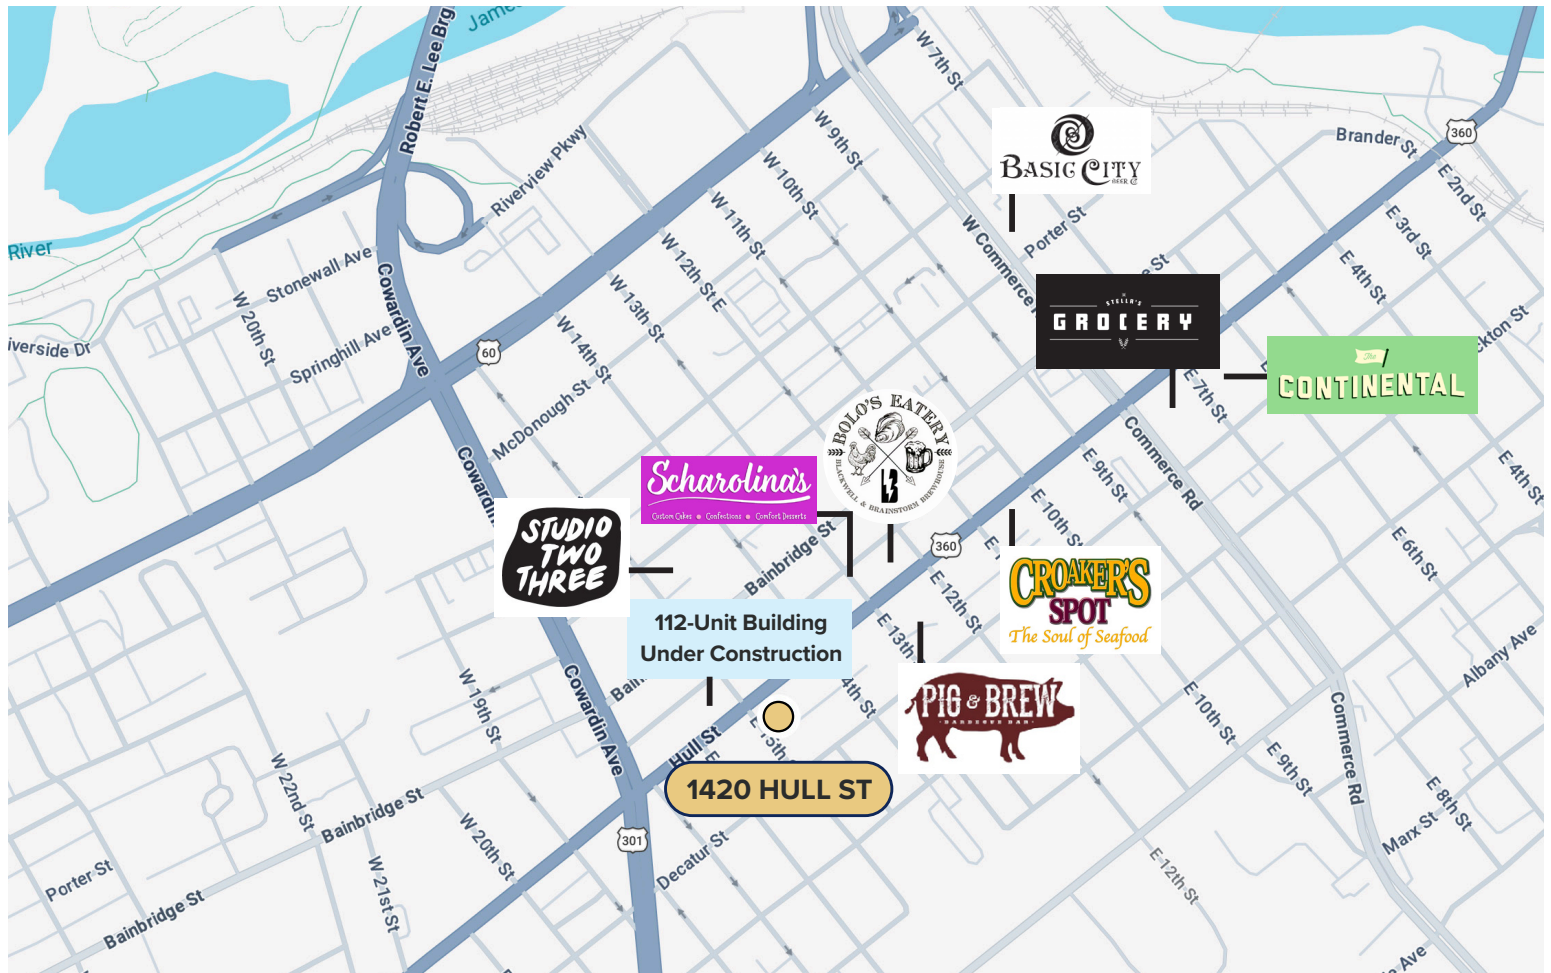 James
Robert E. Lee Brg
W 7th St
W 9th St
360
Brander St
BASIC CITY
BEER CO
E 2nd St
Riverview Pkwy
W 10th St
W 11th St
Porter St
E 3rd St
River
Stonewall Ave
W 12th St
E
W Commerce
St
E 4th St
Cowardin Ave
W 13th St
STELLA'S
GROCERY
W 20th St
Springhill Ave
W 14th St
60
ckton St
iverside Dr
The
CONTINENTAL
E 7th St
McDonough St
BOLO'S EATERY
BLACKWELL & BRAINSTORM BREWHOUSE
Commerce Rd
Scharolina's
Custom Cakes • Confections • Comfort Desserts
Cowardin
E 9th St
E 4th St
STUDIO
TWO
THREE
E 10th St
360
Bainbridge St
E 6th St
E 12th St
CROAKER'S
SPOT
The Soul of Seafood
112-Unit Building
Under Construction
E 13th
Albany Ave
Bain
4th St
PIG & BREW
BARBECUE BAR
W 19th St
Cowardin Ave
E 10th St
Commerce Rd
Hull St
E 15th
E
E 9th St
1420 HULL ST
W 22nd St
Bainbridge St
E 8th St
W 20th St
301
Decatur St
Marx St
Porter St
W 21st St
E 12th St
Bainbridge St
e Ave